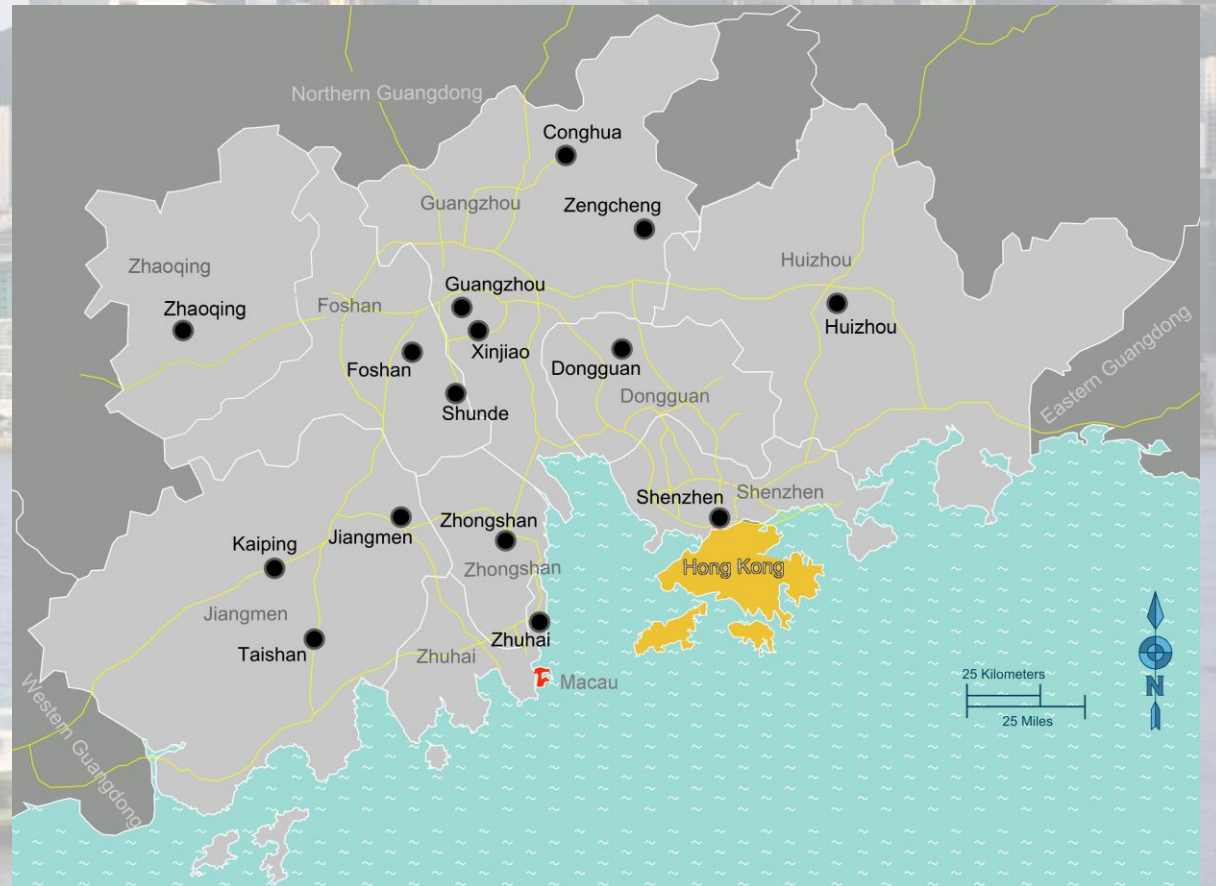 Northern Guangdong
Conghua
Guangzhou
Zengcheng
Zhaoqing
Huizhou
Zhaoqing
Foshan
Guangzhou
Huizhou
Xinjiao
Foshan
Dongguan
Eastern Guangdong
Shunde
Dongguan
Shenzhen
Shenzhen
Jiangmen
Zhongshan
Kaiping
Zhongshan
Hong Kong
Jiangmen
Taishan
Zhuhai
Zhuhai
Macau
25 Kilometers
25 Miles
N
Western Guangdong